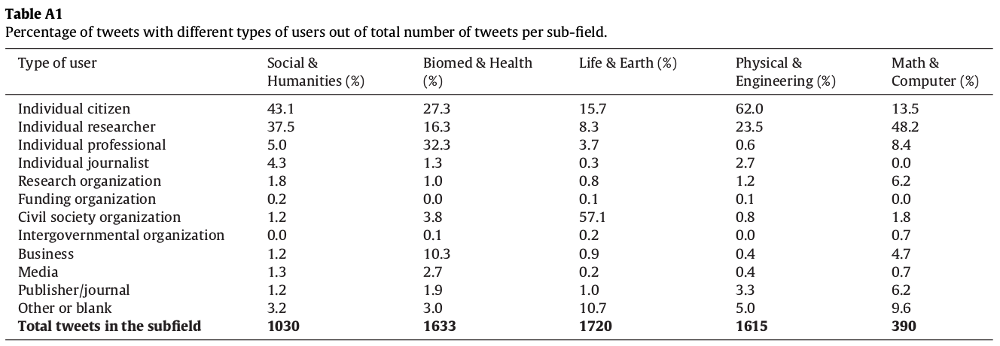 Table A1
Percentage of tweets with different types of users out of total number of tweets per sub-field.
Type of user Social & Humanities (%) Biomed & Health (%) Life & Earth (%) Physical & Engineering (%) Math & Computer (%)
Individual citizen 43.1 27.3 15.7 62.0 13.5
Individual researcher 37.5 16.3 8.3 23.5 48.2
Individual professional 5.0 32.3 3.7 0.6 8.4
Individual journalist 4.3 1.3 0.3 2.7 0.0
Research organization 1.8 1.0 0.8 1.2 6.2
Funding organization 0.2 0.0 0.1 0.1 0.0
Civil society organization 1.2 3.8 57.1 0.8 1.8
Intergovernmental organization 0.0 0.1 0.2 0.0 0.7
Business 1.2 10.3 0.9 0.4 4.7
Media 1.3 2.7 0.2 0.4 0.7
Publisher/journal 1.2 1.9 1.0 3.3 6.2
Other or blank 3.2 3.0 10.7 5.0 9.6
Total tweets in the subfield 1030 1633 1720 1615 390